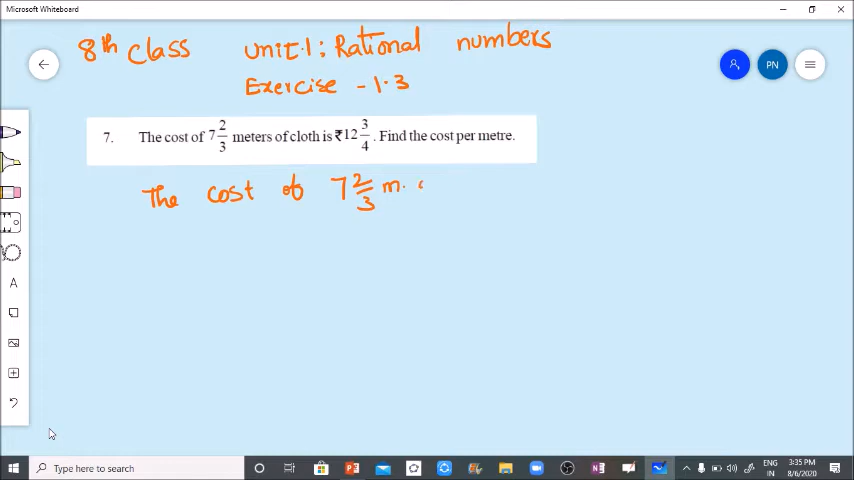 Microsoft Whiteboard
8th Class unit.1; Rational numbers
Exercise - 1.3
PN
7. The cost of 7 2/3 meters of cloth is ₹12 3/4 . Find the cost per metre.
The cost of 7 2/3 m.
A
Type here to search
ENG
IN
3:35 PM
8/6/2020